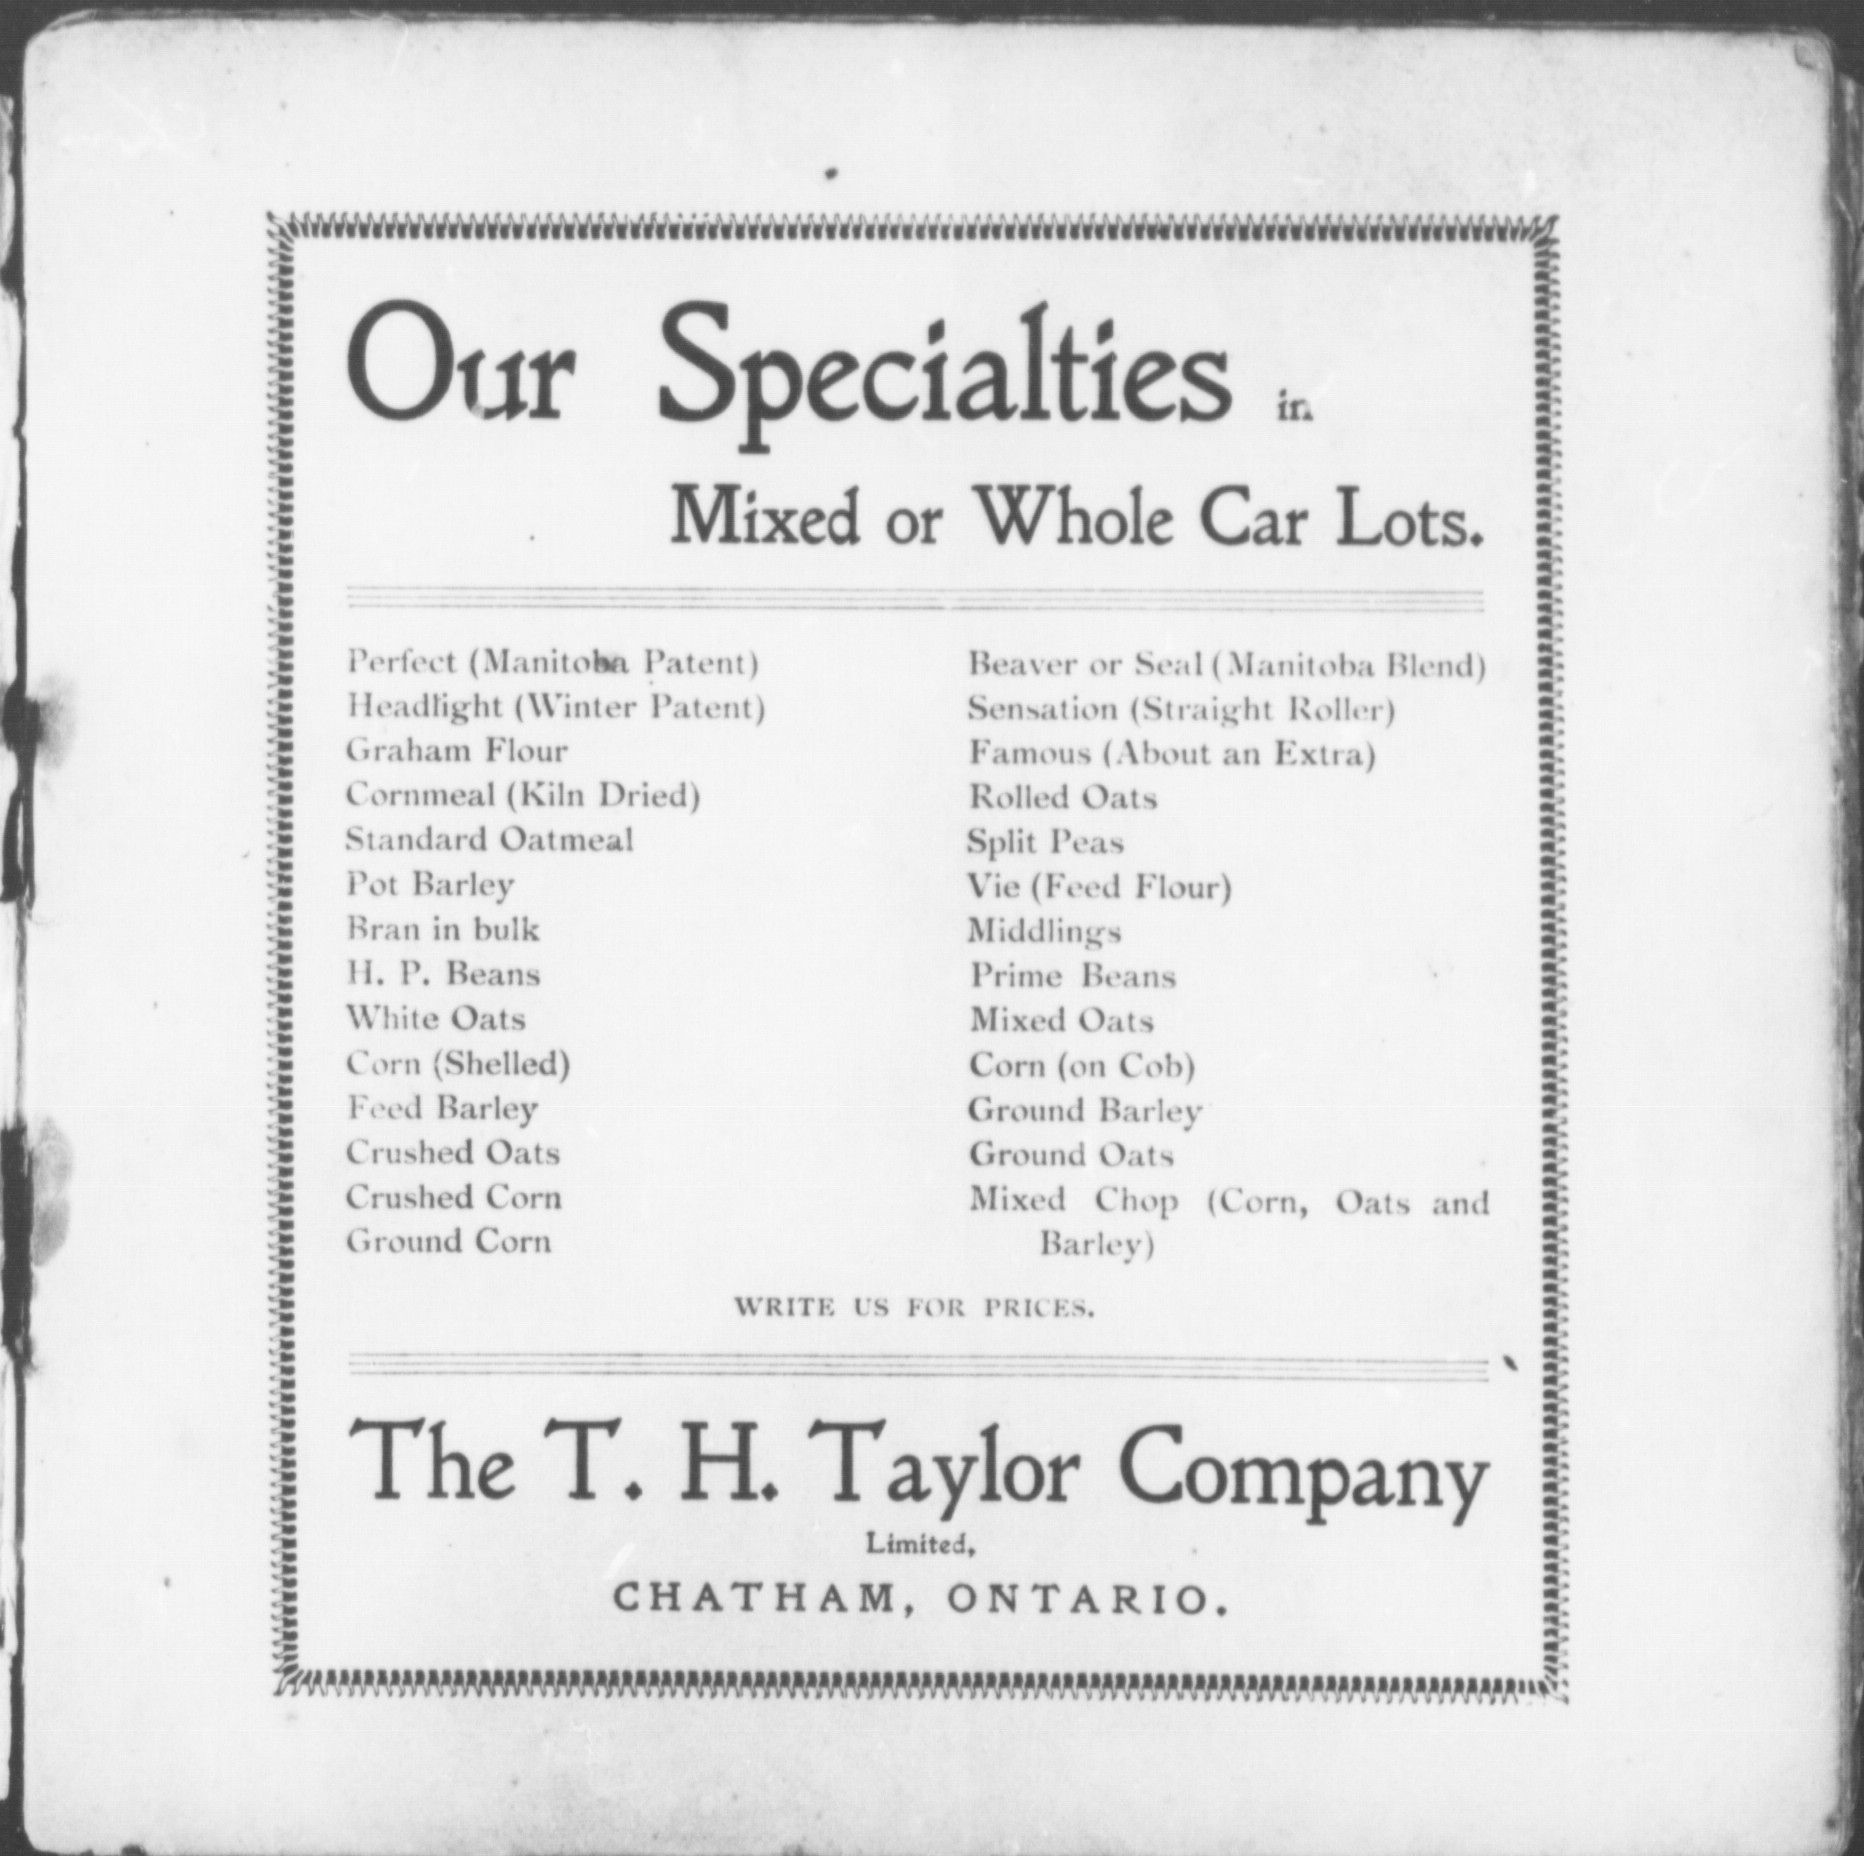 Our Specialties in
Mixed or Whole Car Lots.
Perfect (Manitoba Patent)
Headlight (Winter Patent)
Graham Flour
Cornmeal (Kiln Dried)
Standard Oatmeal
Pot Barley
Bran in bulk
H. P. Beans
White Oats
Corn (Shelled)
Feed Barley
Crushed Oats
Crushed Corn
Ground Corn
Beaver or Seal (Manitoba Blend)
Sensation (Straight Roller)
Famous (About an Extra)
Rolled Oats
Split Peas
Vie (Feed Flour)
Middlings
Prime Beans
Mixed Oats
Corn (on Cob)
Ground Barley
Ground Oats
Mixed Chop (Corn, Oats and
Barley)
WRITE US FOR PRICES.
The T. H. Taylor Company
Limited,
CHATHAM, ONTARIO.